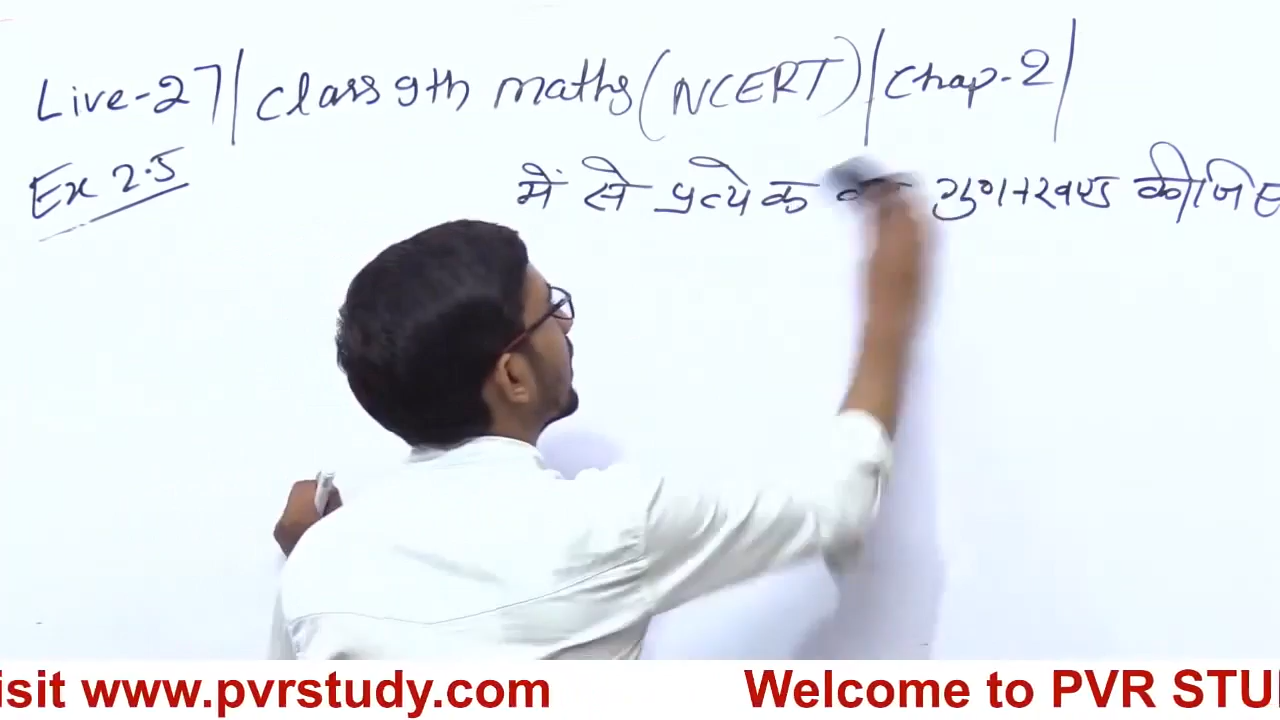 Live-27| Class 9th maths (NCERT)| Chap-2|
Ex 2.5
में से प्रत्येक गुणनखण्ड
isit www.pvrstudy.com Welcome to PVR STU